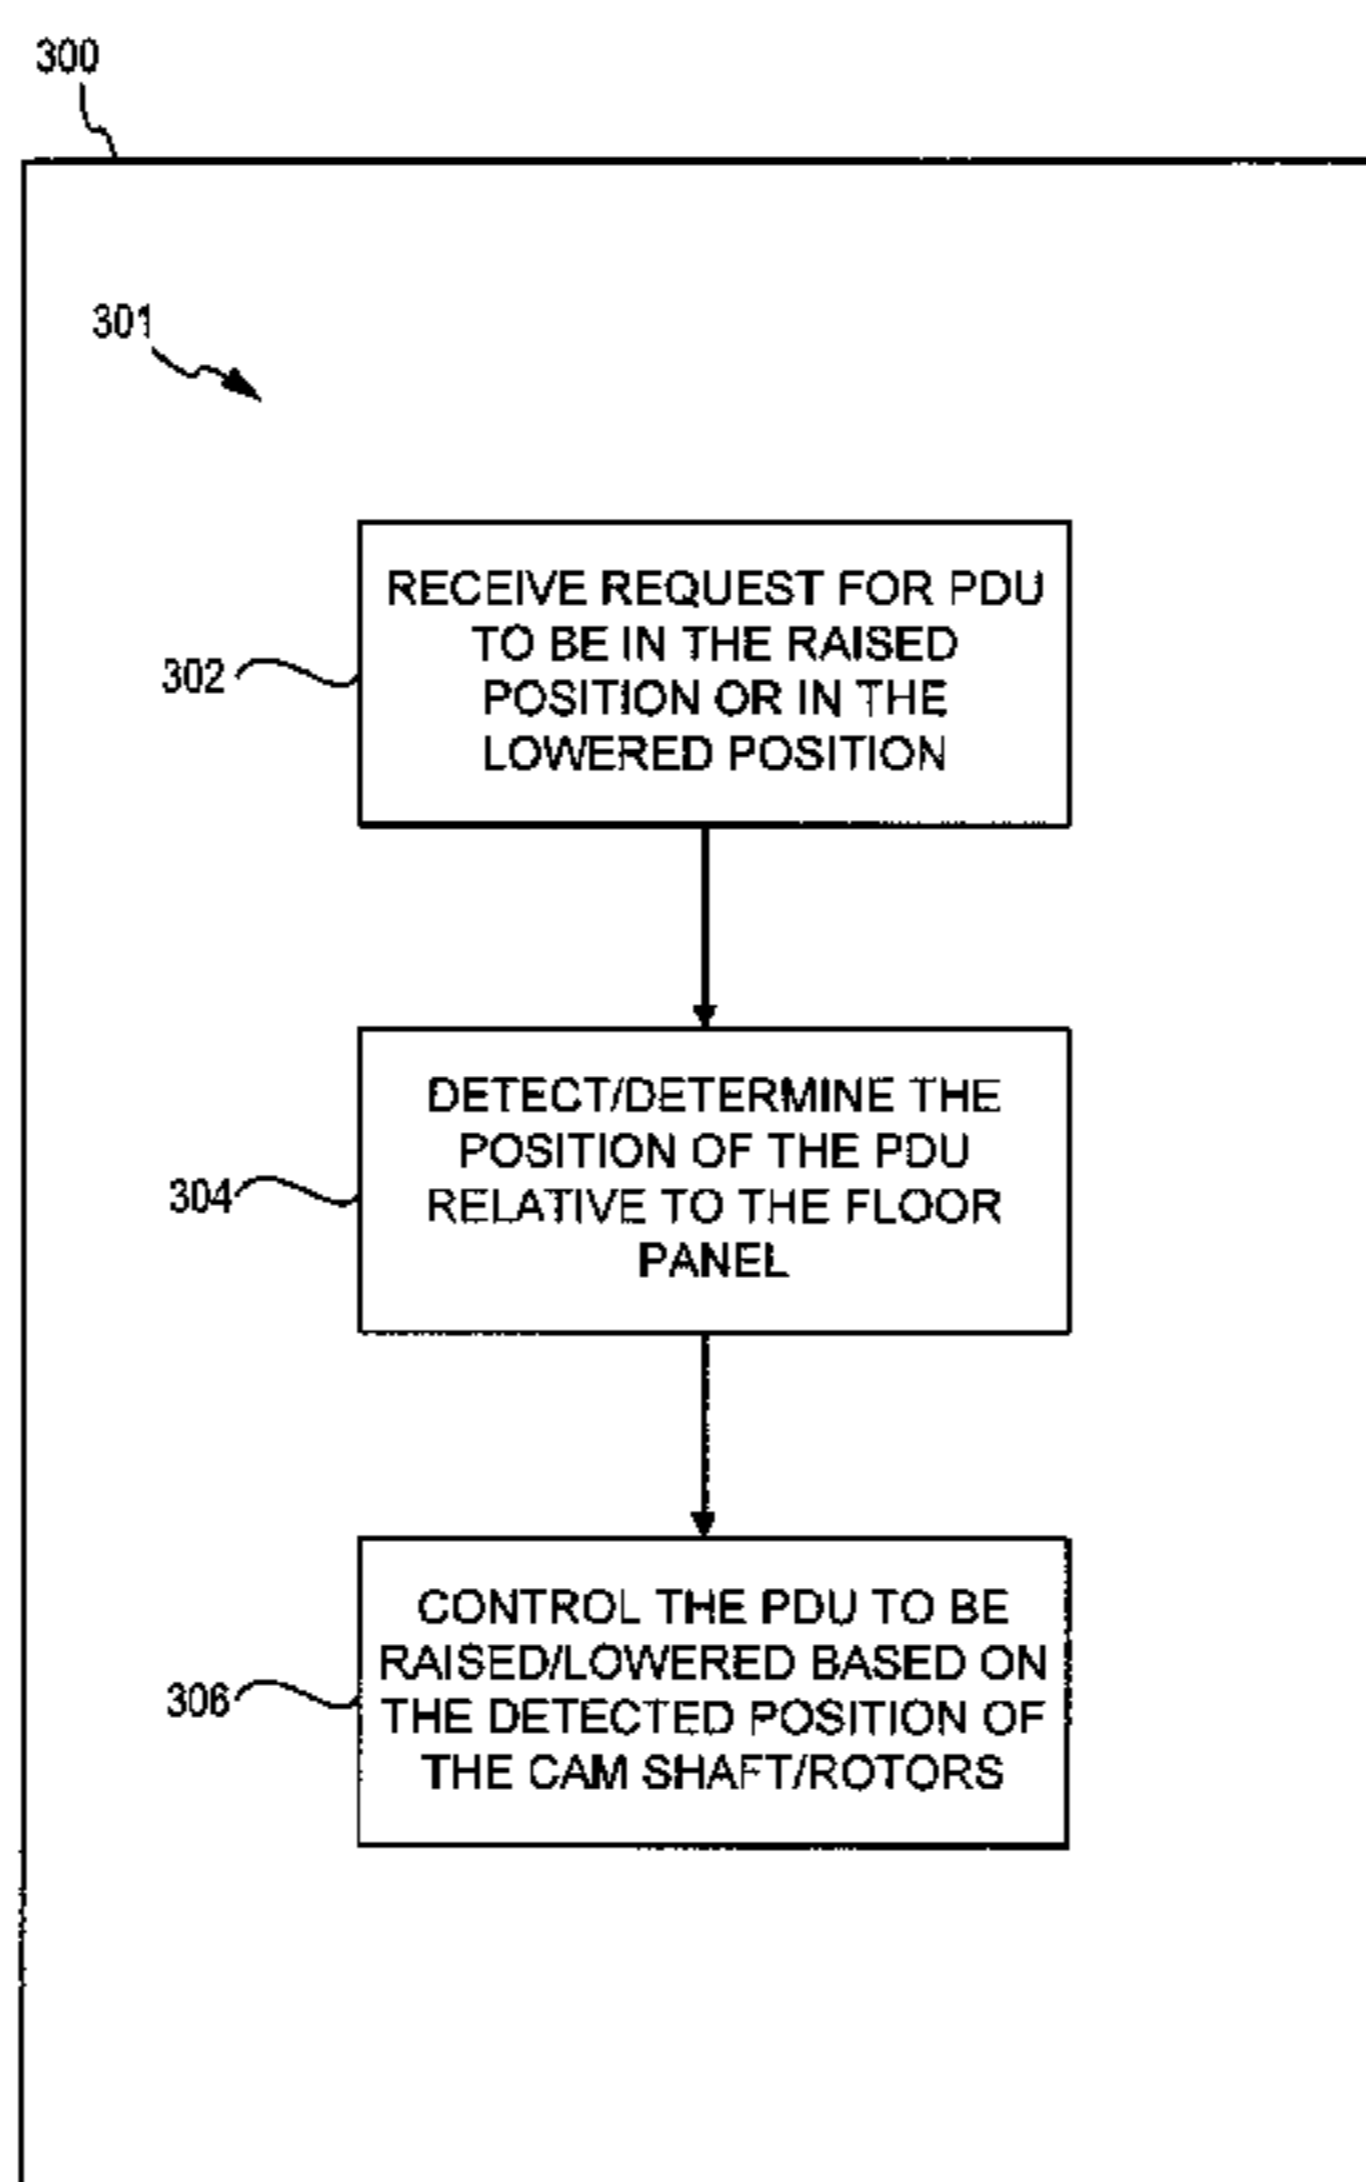 300
301
RECEIVE REQUEST FOR PDU
TO BE IN THE RAISED
POSITION OR IN THE
LOWERED POSITION
302
DETECT/DETERMINE THE
POSITION OF THE PDU
RELATIVE TO THE FLOOR
PANEL
304
CONTROL THE PDU TO BE
RAISED/LOWERED BASED ON
THE DETECTED POSITION OF
THE CAM SHAFT/ROTORS
306